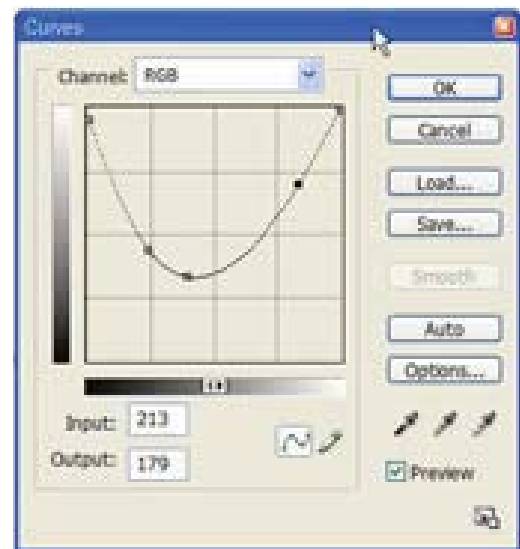 Curves
Channel: RGB
OK
Cancel
Load...
Save...
Smooth
Auto
Options...
Input: 213
Output: 179
Preview